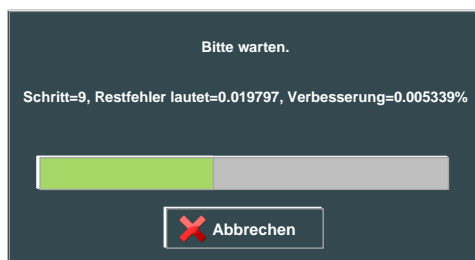 Bitte warten.
Schritt=9, Restfehler lautet=0.019797, Verbesserung=0.005339%
Abbrechen